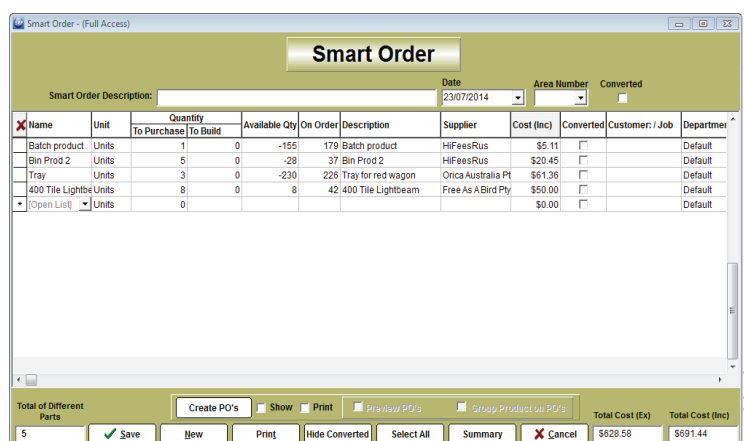 Smart Order - (Full Access)
Smart Order
Date Area Number Converted
Smart Order Description: 23/07/2014
Name Unit Quantity To Purchase To Build Available Qty On Order Description Supplier Cost (Inc) Converted Customer: / Job Departmen
Batch product Units 1 0 -155 179 Batch product HiFeesRus $5.11 Default
Bin Prod 2 Units 5 0 -28 37 Bin Prod 2 HiFeesRus $20.45 Default
Tray Units 3 0 -230 226 Tray for red wagon Orica Australia Pt $61.36 Default
400 Tile Lightbe Units 8 0 8 42 400 Tile Lightbeam Free As A Bird Pty $50.00 Default
* [Open List] Units 0 $0.00 Default
Total of Different Parts
Create PO's Show Print Preview PO's Group Product on PO's Total Cost (Ex) Total Cost (Inc)
5 Save New Print Hide Converted Select All Summary Cancel $628.58 $691.44